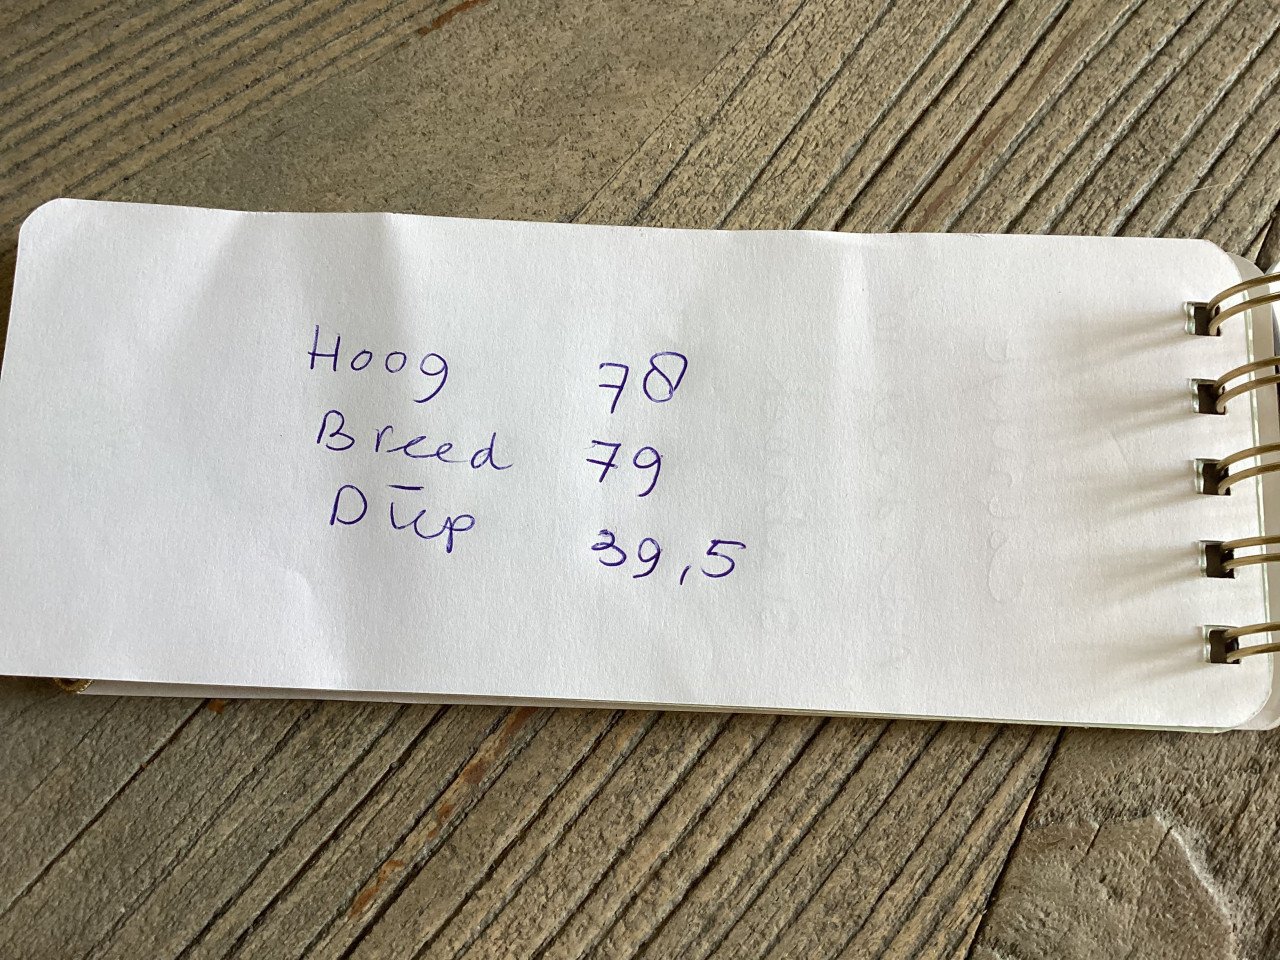 Hoog 78
Breed 79
Diep 39,5